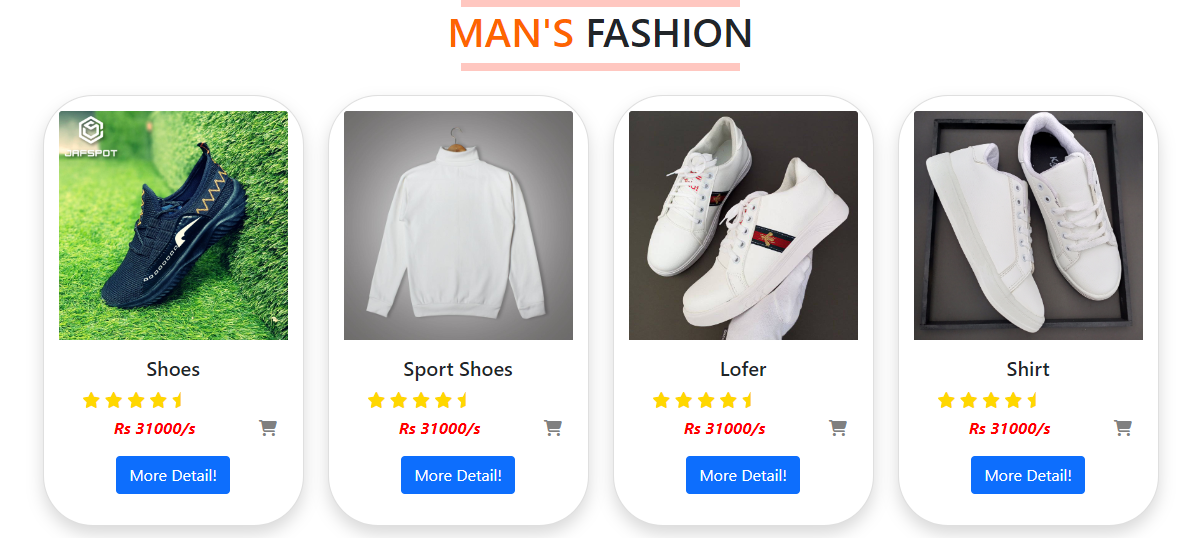 MAN'S FASHION
JAFSPOT
Shoes
Rs 31000/s
More Detail!
Sport Shoes
Rs 31000/s
More Detail!
Lofer
Rs 31000/s
More Detail!
Shirt
Rs 31000/s
More Detail!